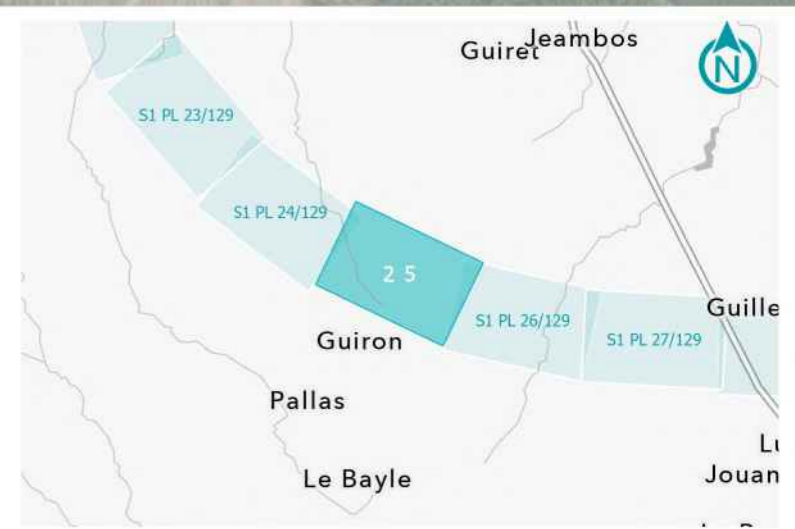 Guiret
Jeambos
N
S1 PL 23/129
S1 PL 24/129
2 5
Guille
S1 PL 26/129
S1 PL 27/129
Guiron
Pallas
Le Bayle
Jouan